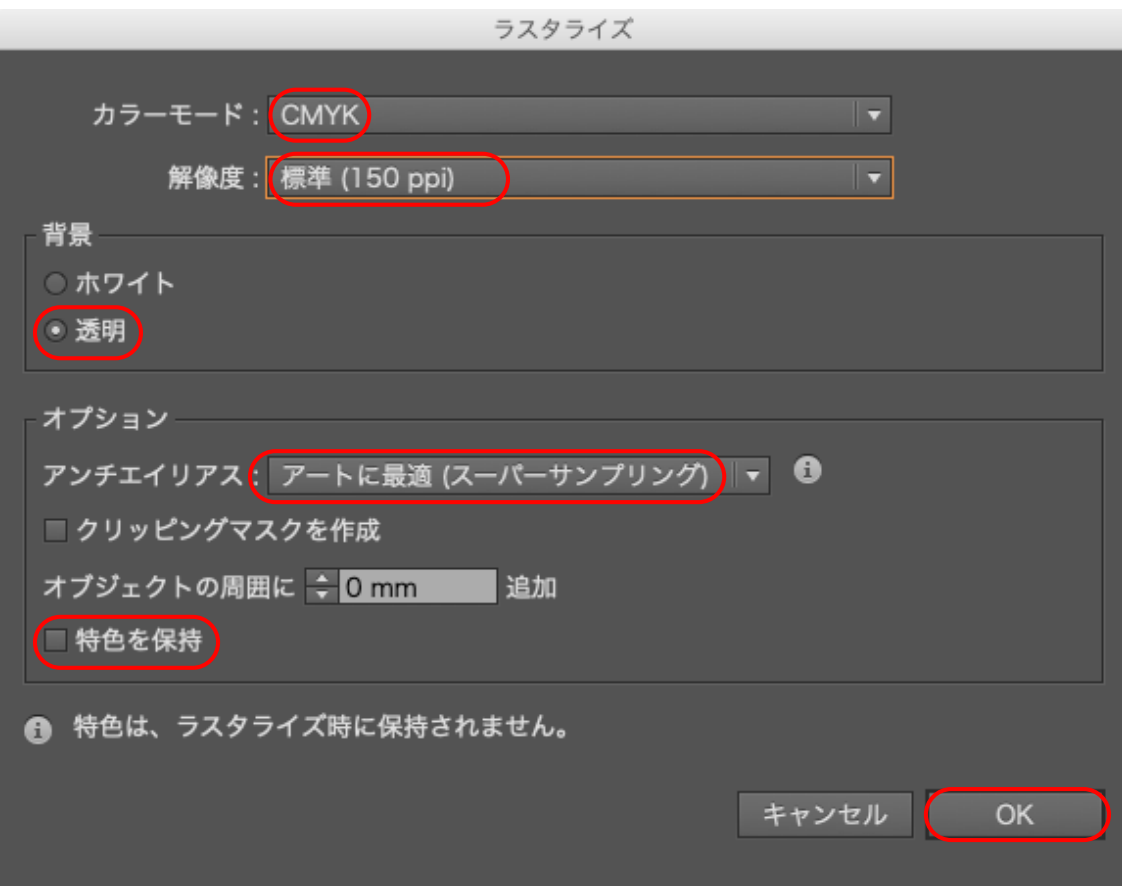 ラスタライズ
カラーモード : CMYK
解像度 : 標準 (150 ppi)
背景
ホワイト
透明
オプション
アンチエイリアス : アートに最適 (スーパーサンプリング)
クリッピングマスクを作成
オブジェクトの周囲に 0 mm 追加
特色を保持
特色は、ラスタライズ時に保持されません。
キャンセル OK